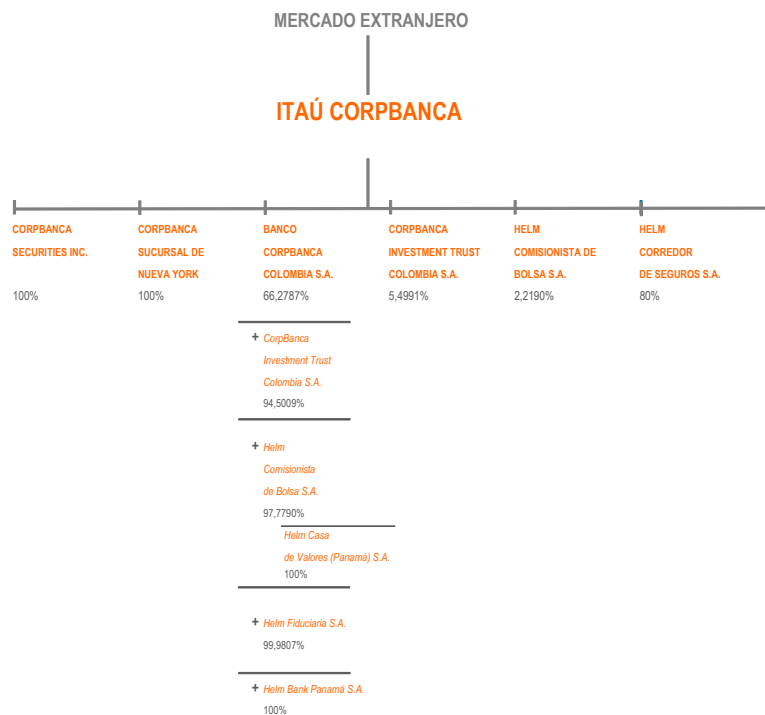 MERCADO EXTRANJERO
ITAÚ CORPBANCA
CORPBANCA
SECURITIES INC.
100%
CORPBANCA
SUCURSAL DE
NUEVA YORK
100%
BANCO
CORPBANCA
COLOMBIA S.A.
66,2787%
CORPBANCA
INVESTMENT TRUST
COLOMBIA S.A.
5,4991%
HELM
COMISIONISTA DE
BOLSA S.A.
2,2190%
HELM
CORREDOR
DE SEGUROS S.A.
80%
+ CorpBanca
Investment Trust
Colombia S.A.
94,5009%
+ Helm
Comisionista
de Bolsa S.A.
97,7790%
Helm Casa
de Valores (Panamá) S.A.
100%
+ Helm Fiduciaria S.A.
99,9807%
+ Helm Bank Panamá S.A.
100%